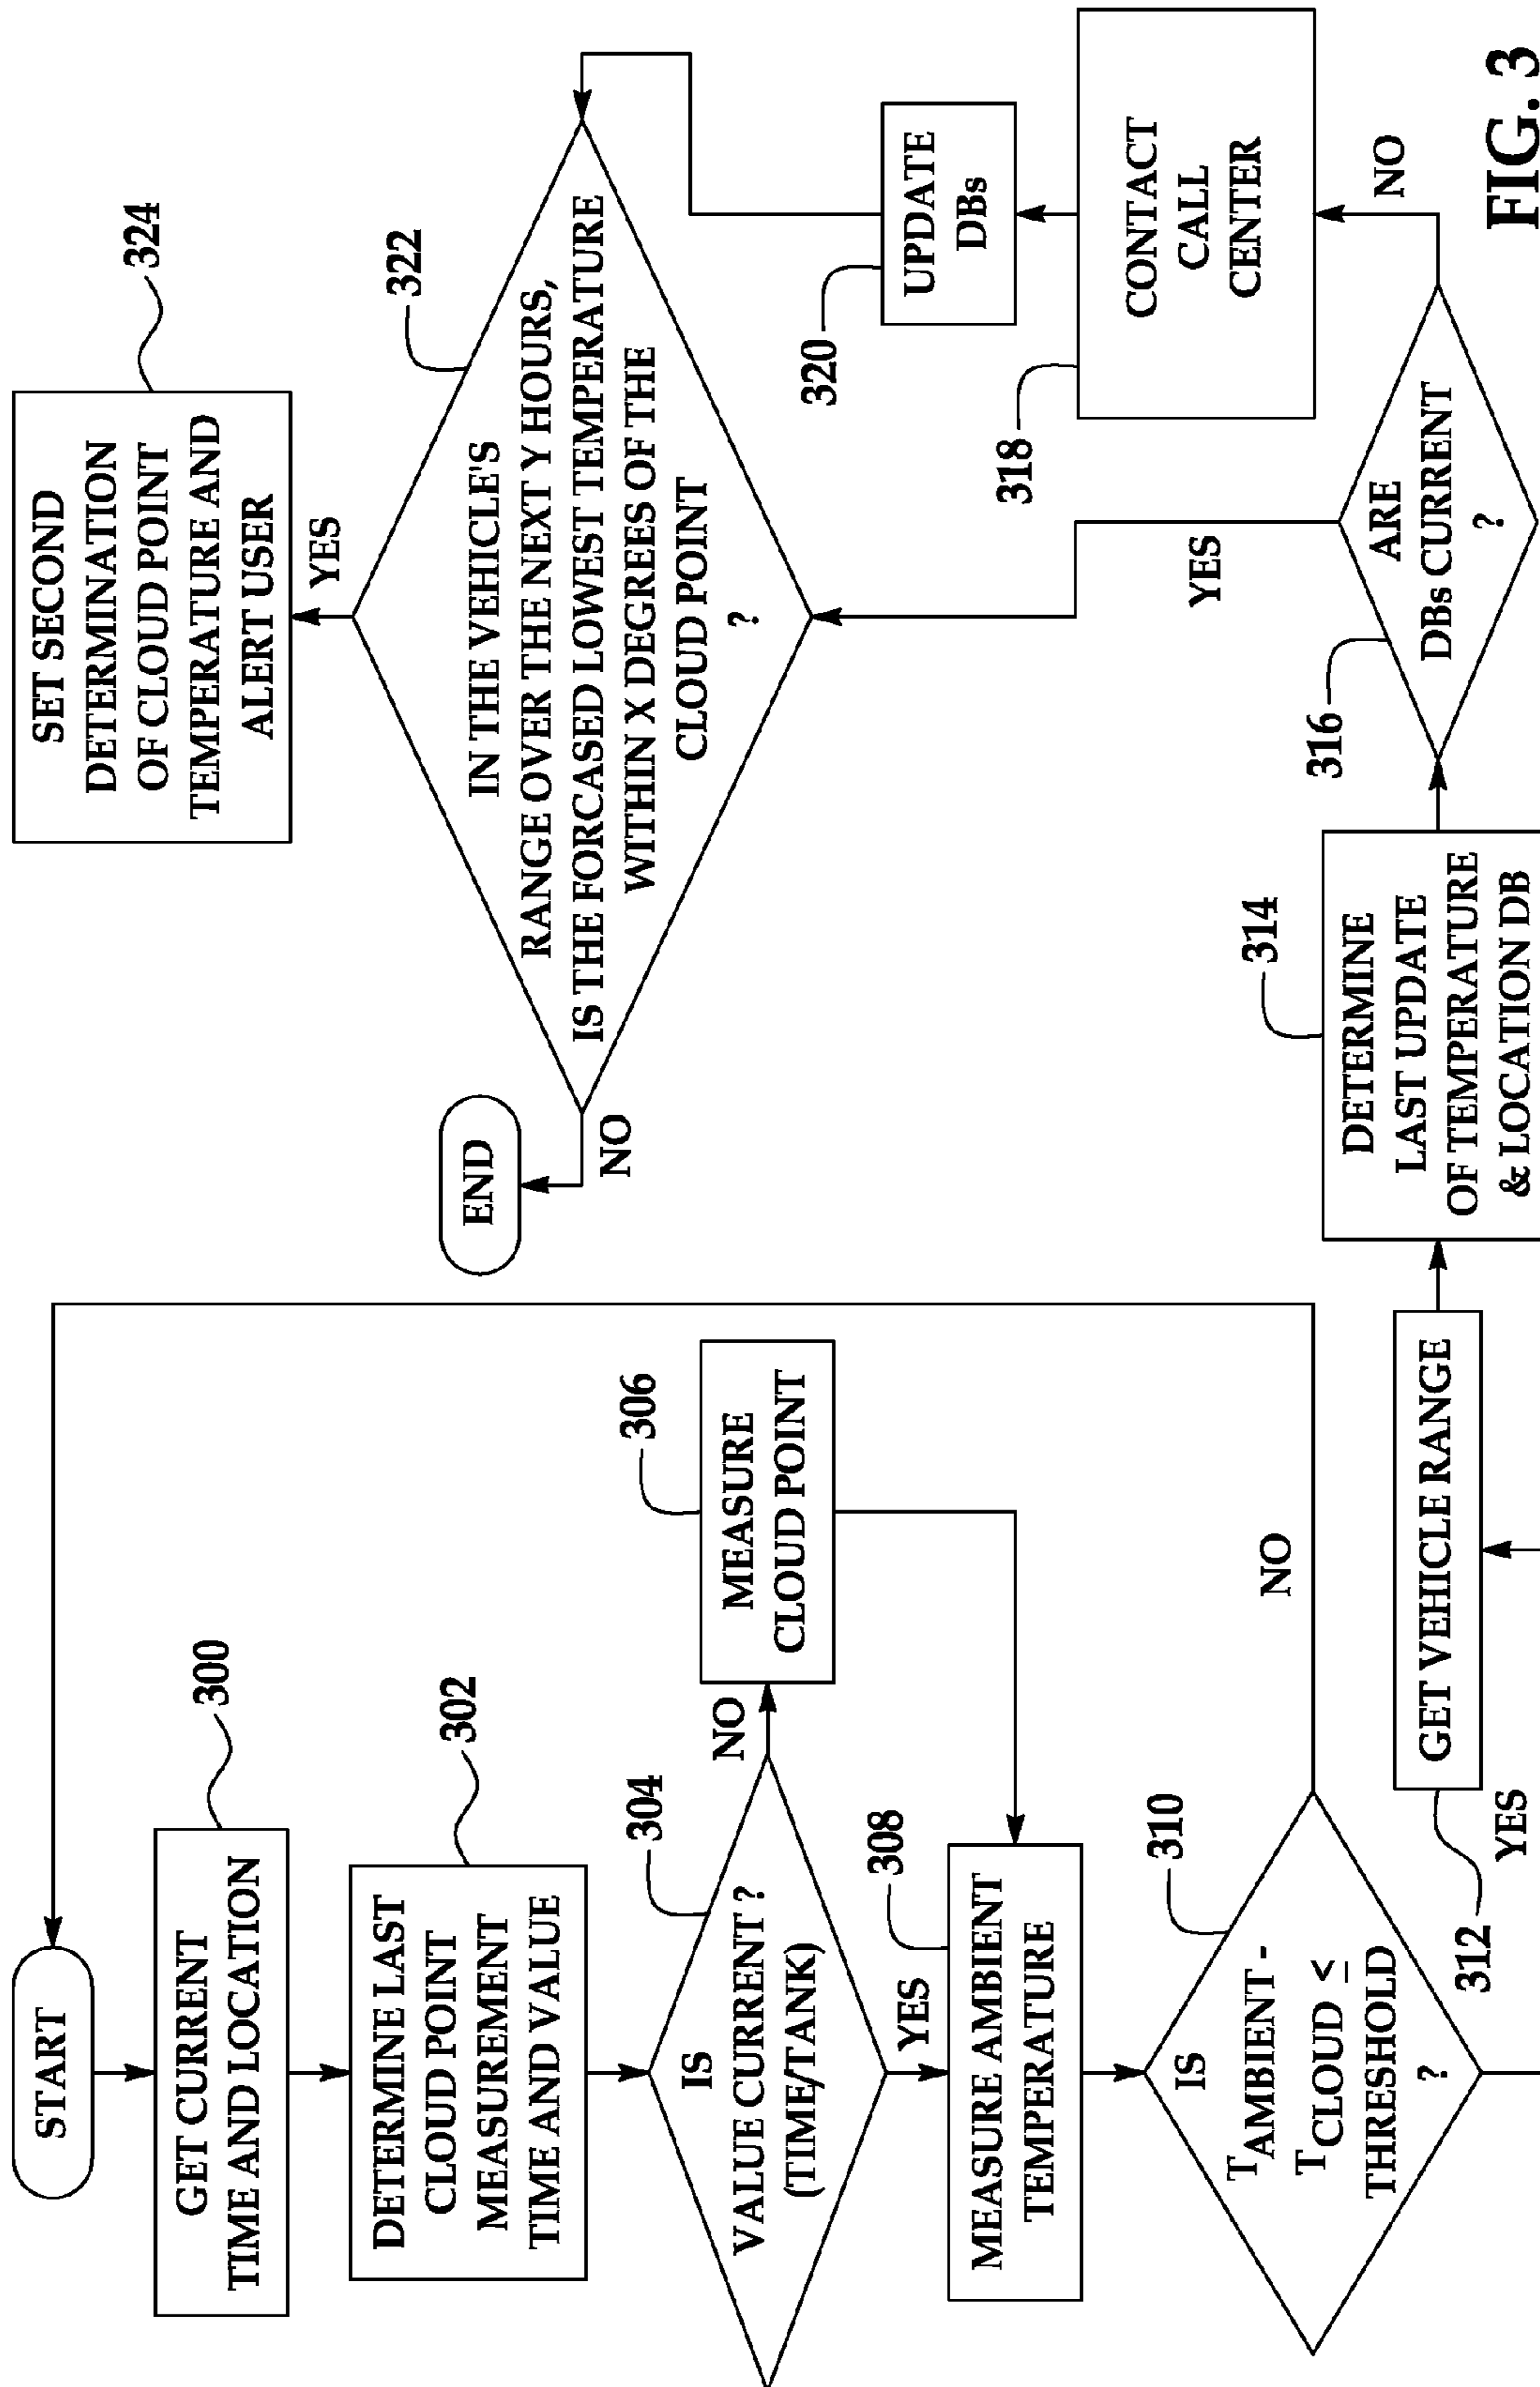 START
GET CURRENT
TIME AND LOCATION
300
DETERMINE LAST
CLOUD POINT
MEASUREMENT
TIME AND VALUE
302
IS
VALUE CURRENT ?
(TIME/TANK)
304
NO
MEASURE
CLOUD POINT
306
YES
308
MEASURE AMBIENT
TEMPERATURE
IS
TAMBIENT -
TCLOUD ≤
THRESHOLD
?
310
NO
YES
312
GET VEHICLE RANGE
DETERMINE
LAST UPDATE
OF TEMPERATURE
& LOCATION DB
314
ARE
DBs CURRENT
?
316
YES
NO
CONTACT
CALL
CENTER
318
UPDATE
DBs
320
IN THE VEHICLE'S
RANGE OVER THE NEXT Y HOURS,
IS THE FORCASED LOWEST TEMPERATURE
WITHIN X DEGREES OF THE
CLOUD POINT
?
322
NO
END
YES
SET SECOND
DETERMINATION
OF CLOUD POINT
TEMPERATURE AND
ALERT USER
324
FIG. 3